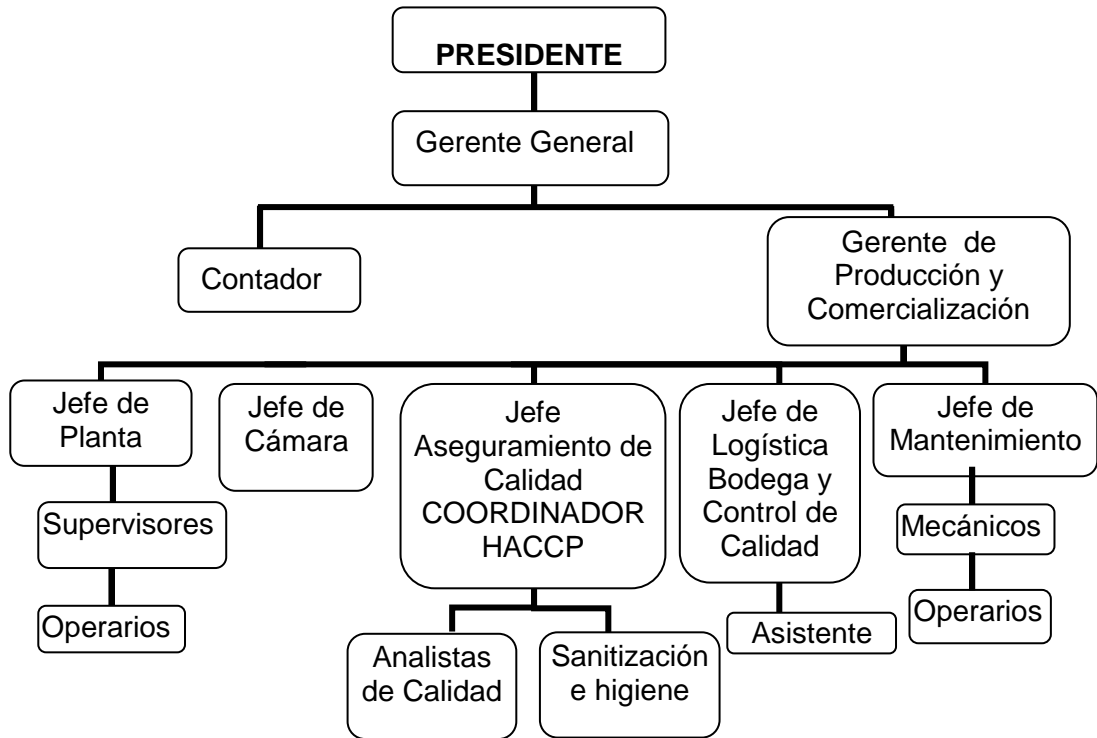 PRESIDENTE
Gerente General
Contador
Gerente de
Producción y
Comercialización
Jefe de
Planta
Jefe de
Cámara
Jefe
Aseguramiento de
Calidad
COORDINADOR
HACCP
Jefe de
Logística
Bodega y
Control de
Calidad
Jefe de
Mantenimiento
Supervisores
Mecánicos
Operarios
Analistas
de Calidad
Sanitización
e higiene
Asistente
Operarios